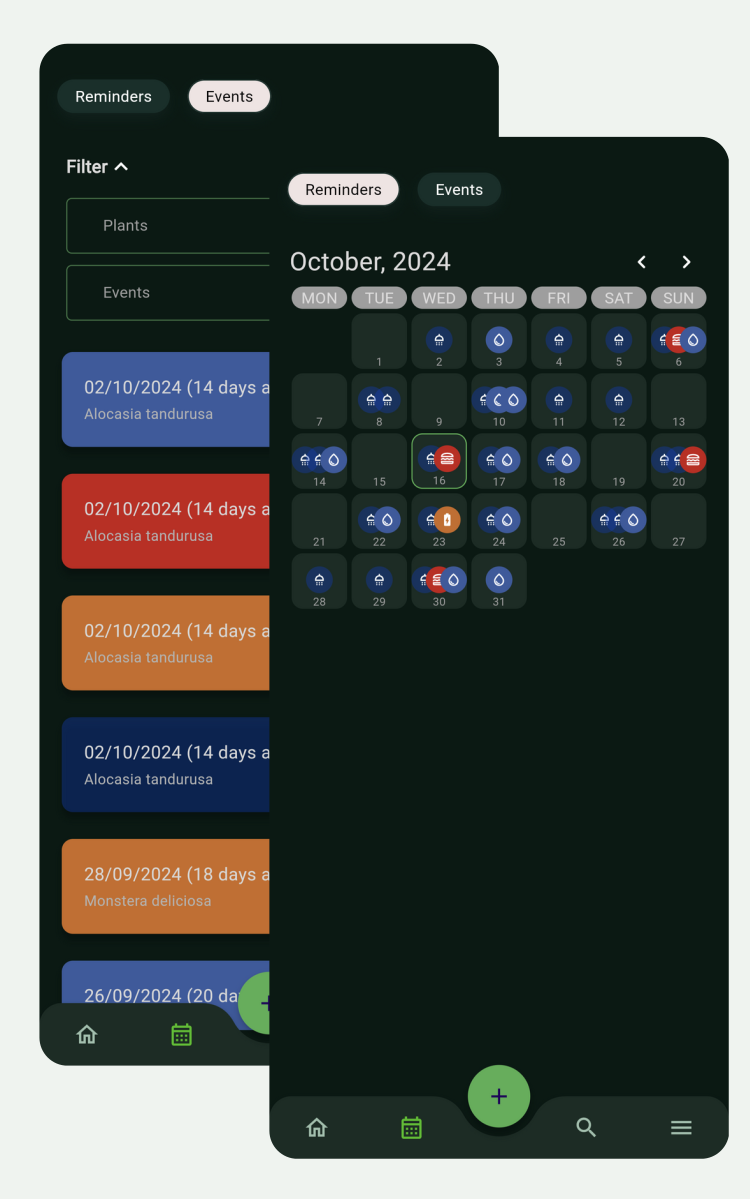 Reminders Events
Filter
Plants
Events
02/10/2024 (14 days a
Alocasia tandurusa
02/10/2024 (14 days a
Alocasia tandurusa
02/10/2024 (14 days a
Alocasia tandurusa
02/10/2024 (14 days a
Alocasia tandurusa
28/09/2024 (18 days a
Monstera deliciosa
26/09/2024 (20 da
Reminders Events
October, 2024
MON TUE WED THU FRI SAT SUN
1 2 3 4 5 6
7 8 9 10 11 12 13
14 15 16 17 18 19 20
21 22 23 24 25 26 27
28 29 30 31